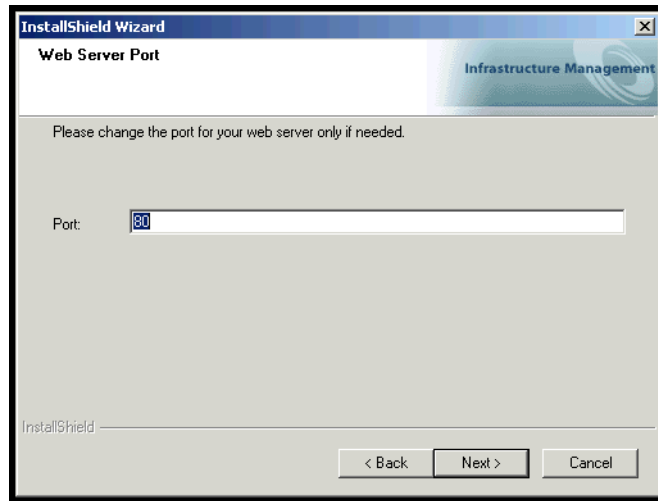 InstallShield Wizard
Web Server Port
Infrastructure Management
Please change the port for your web server only if needed.
Port: 80
InstallShield
< Back Next > Cancel